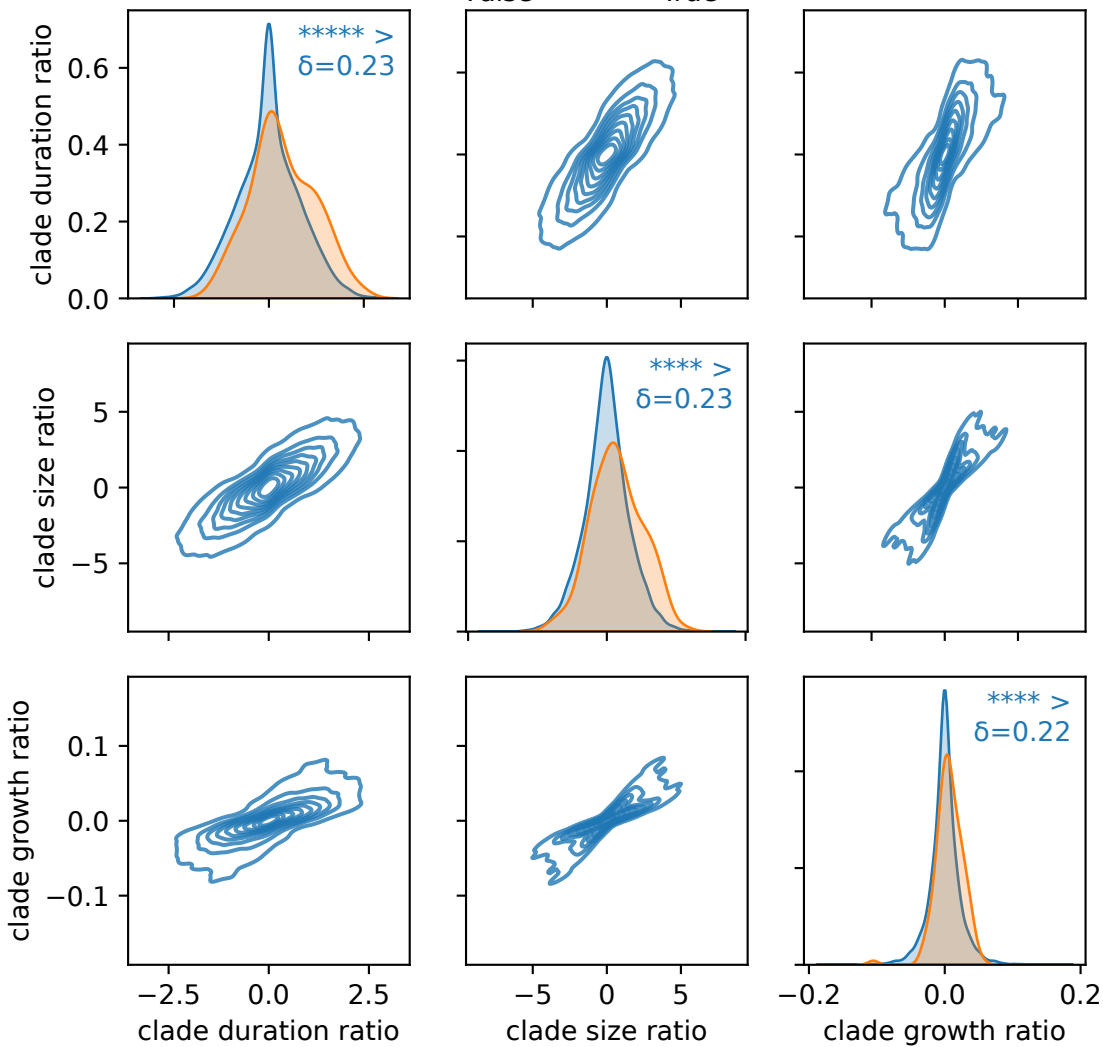 clade duration ratio
0.6
0.4
0.2
0.0
***** >
δ=0.23
clade size ratio
5
0
−5
**** >
δ=0.23
clade growth ratio
0.1
0.0
−0.1
**** >
δ=0.22
−2.5 0.0 2.5
clade duration ratio
−5 0 5
clade size ratio
−0.2 0.0 0.2
clade growth ratio